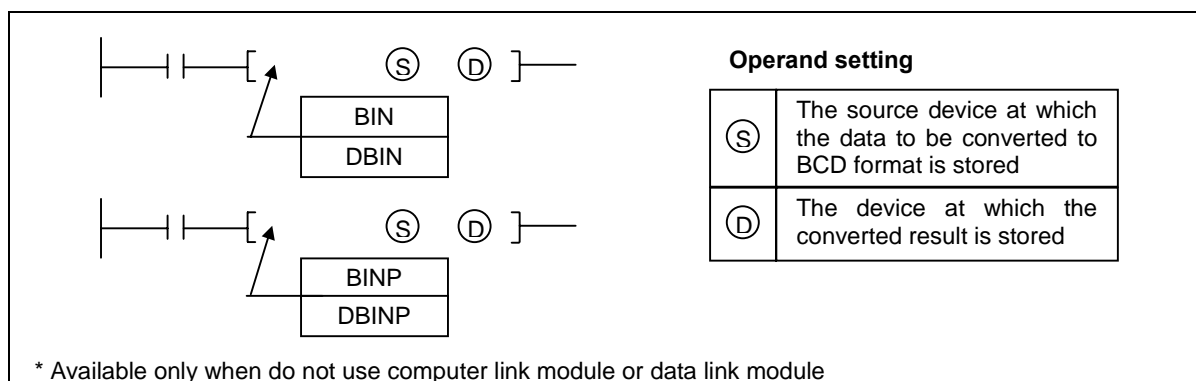 S D
BIN
DBIN
S D
BINP
DBINP
Operand setting
S The source device at which
the data to be converted to
BCD format is stored
D The device at which the
converted result is stored
* Available only when do not use computer link module or data link module